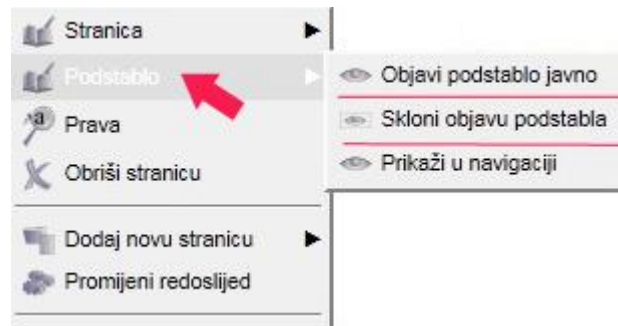 Stranica
Podstablo
Prava
Obriši stranicu
Dodaj novu stranicu
Promijeni redoslijed
Objavi podstablo javno
Skloni objavu podstabla
Prikaži u navigaciji